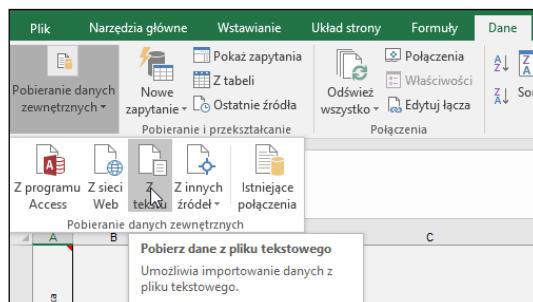 Plik Narzędzia główne Wstawianie Układ strony Formuły Dane
Pobieranie danych zewnętrznych
Nowe zapytanie
Pokaż zapytania
Z tabeli
Ostatnie źródła
Pobieranie i przekształcanie
Odśwież wszystko
Połączenia
Właściwości
Edytuj łącza
Połączenia
A Z
Z A
Z A
Z programu Access
Z sieci Web
Z tekstu
Z innych źródeł
Istniejące połączenia
Pobieranie danych zewnętrznych
A B C
Pobierz dane z pliku tekstowego
Umożliwia importowanie danych z
pliku tekstowego.